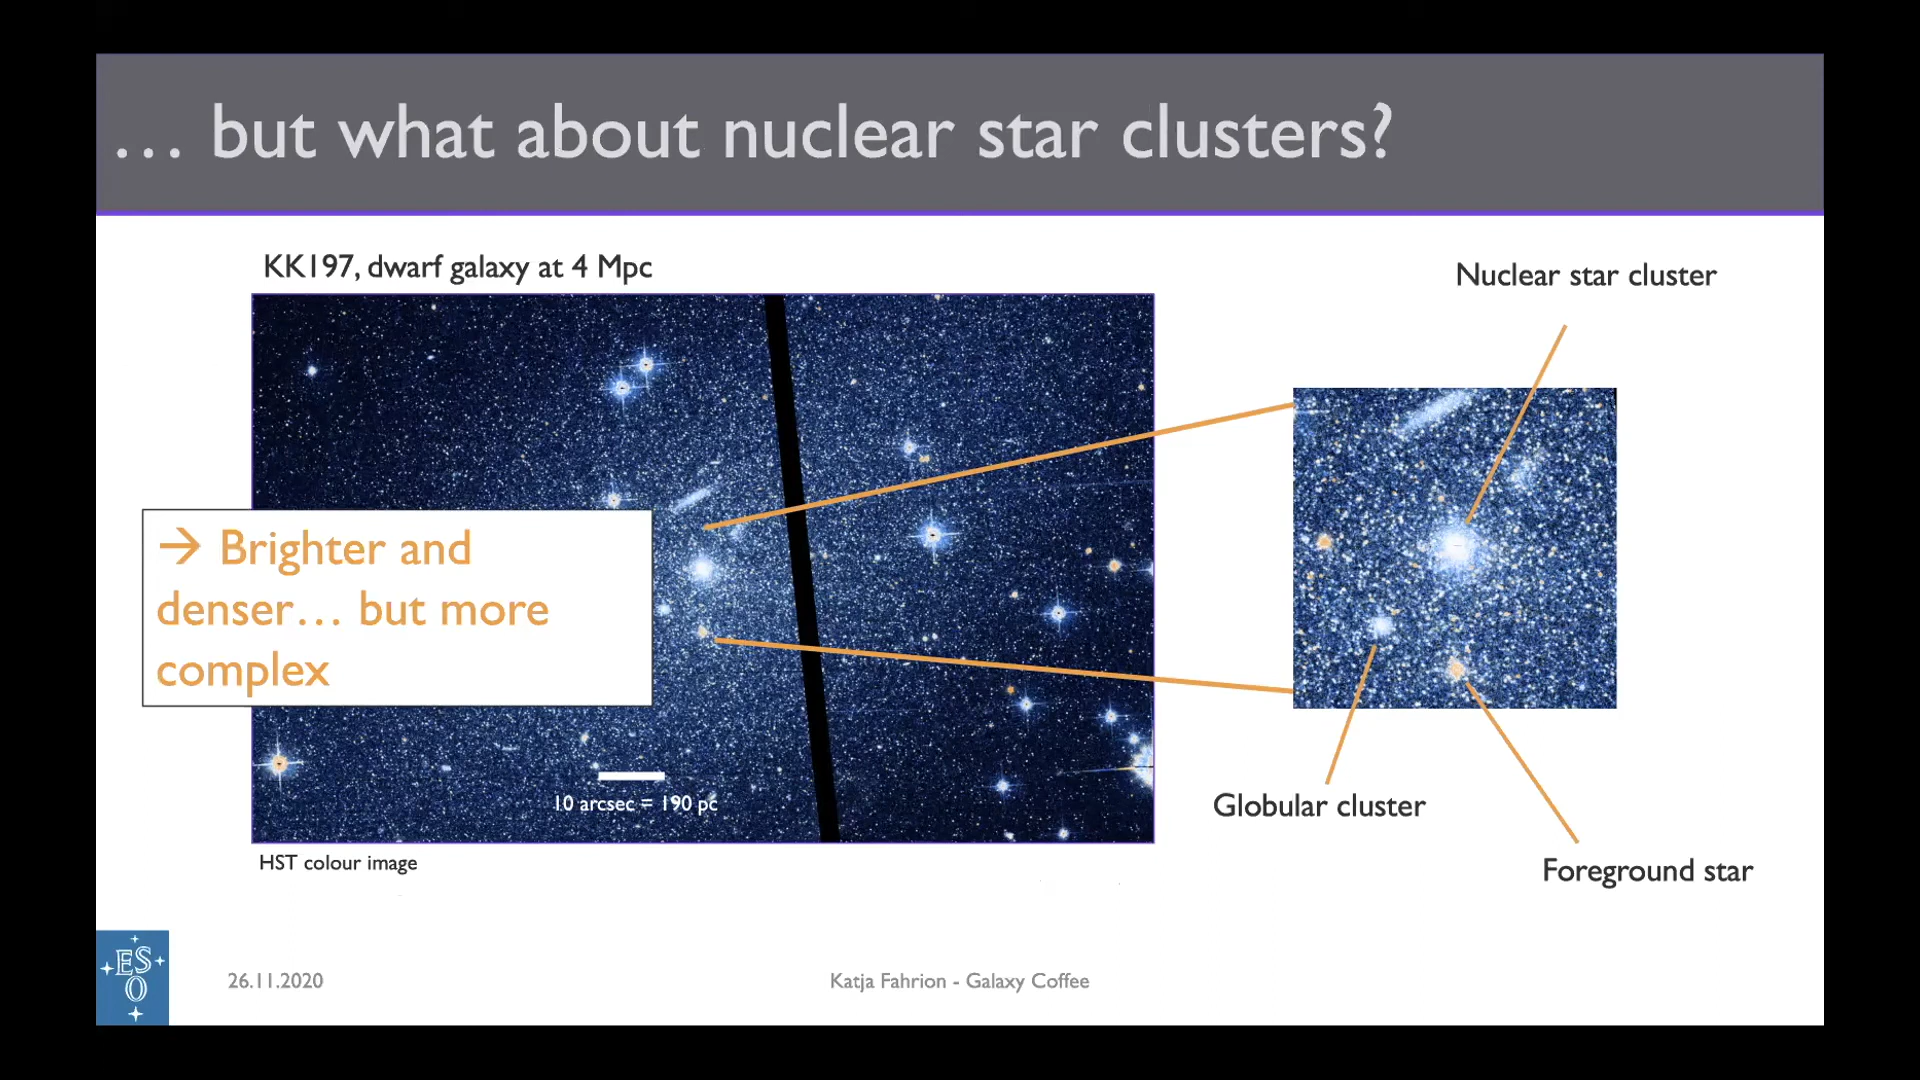 … but what about nuclear star clusters?
KK197, dwarf galaxy at 4 Mpc
Nuclear star cluster
→ Brighter and
denser… but more
complex
10 arcsec = 190 pc
Globular cluster
HST colour image
Foreground star
ESO
26.11.2020
Katja Fahrion - Galaxy Coffee